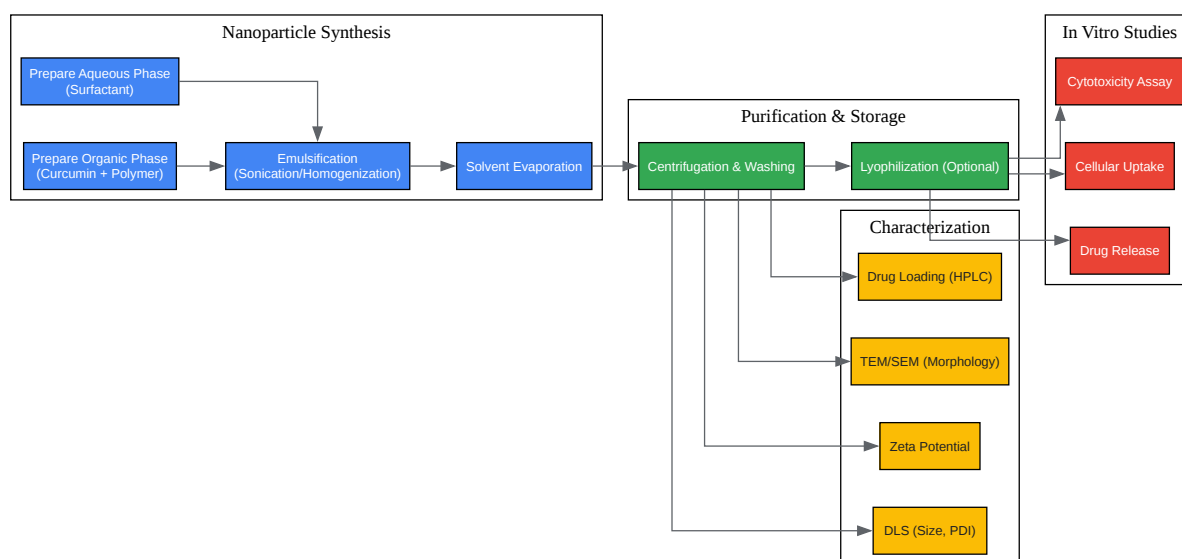 Nanoparticle Synthesis
Prepare Aqueous Phase
(Surfactant)
Prepare Organic Phase
(Curcumin + Polymer)
Emulsification
(Sonication/Homogenization)
Solvent Evaporation
Purification & Storage
Centrifugation & Washing
Lyophilization (Optional)
Characterization
Drug Loading (HPLC)
TEM/SEM (Morphology)
Zeta Potential
DLS (Size, PDI)
In Vitro Studies
Cytotoxicity Assay
Cellular Uptake
Drug Release